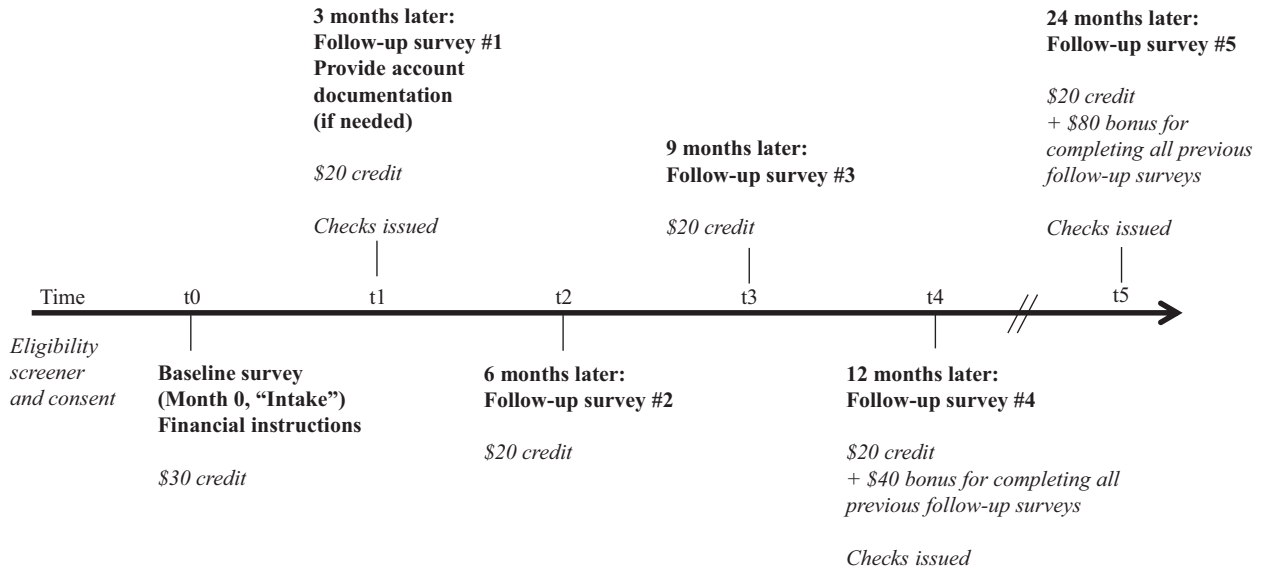 3 months later:
Follow-up survey #1
Provide account
documentation
(if needed)
$20 credit
Checks issued
9 months later:
Follow-up survey #3
$20 credit
24 months later:
Follow-up survey #5
$20 credit
+ $80 bonus for
completing all previous
follow-up surveys
Checks issued
Time t0 t1 t2 t3 t4 t5
Eligibility
screener
and consent
Baseline survey
(Month 0, “Intake”)
Financial instructions
$30 credit
6 months later:
Follow-up survey #2
$20 credit
12 months later:
Follow-up survey #4
$20 credit
+ $40 bonus for completing all
previous follow-up surveys
Checks issued